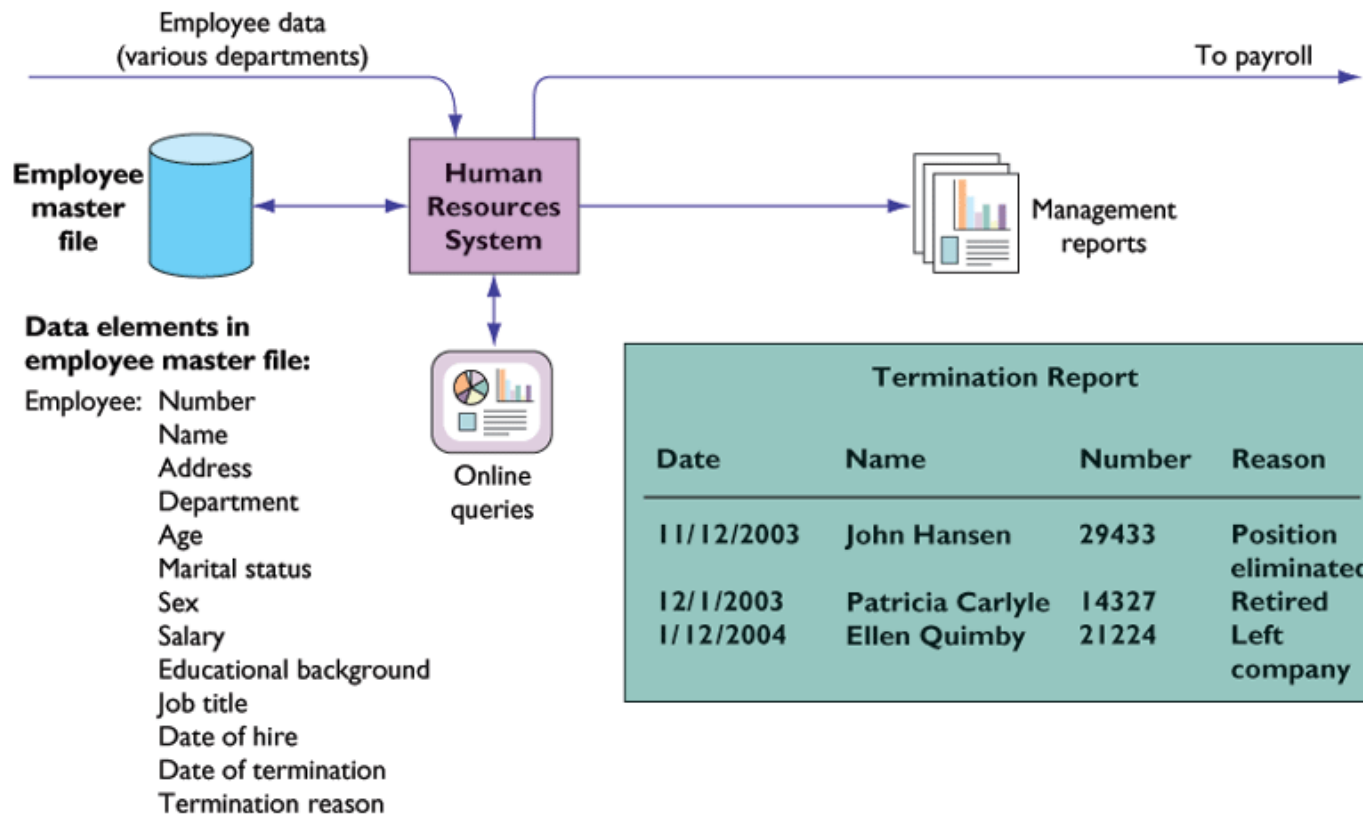 Employee data
(various departments)
To payroll
Employee
master
file
Human
Resources
System
Management
reports
Data elements in
employee master file:
Employee: Number
Name
Address
Department
Age
Marital status
Sex
Salary
Educational background
Job title
Date of hire
Date of termination
Termination reason
Online
queries
Termination Report
Date Name Number Reason
11/12/2003 John Hansen 29433 Position
eliminated
12/1/2003 Patricia Carlyle 14327 Retired
1/12/2004 Ellen Quimby 21224 Left
company